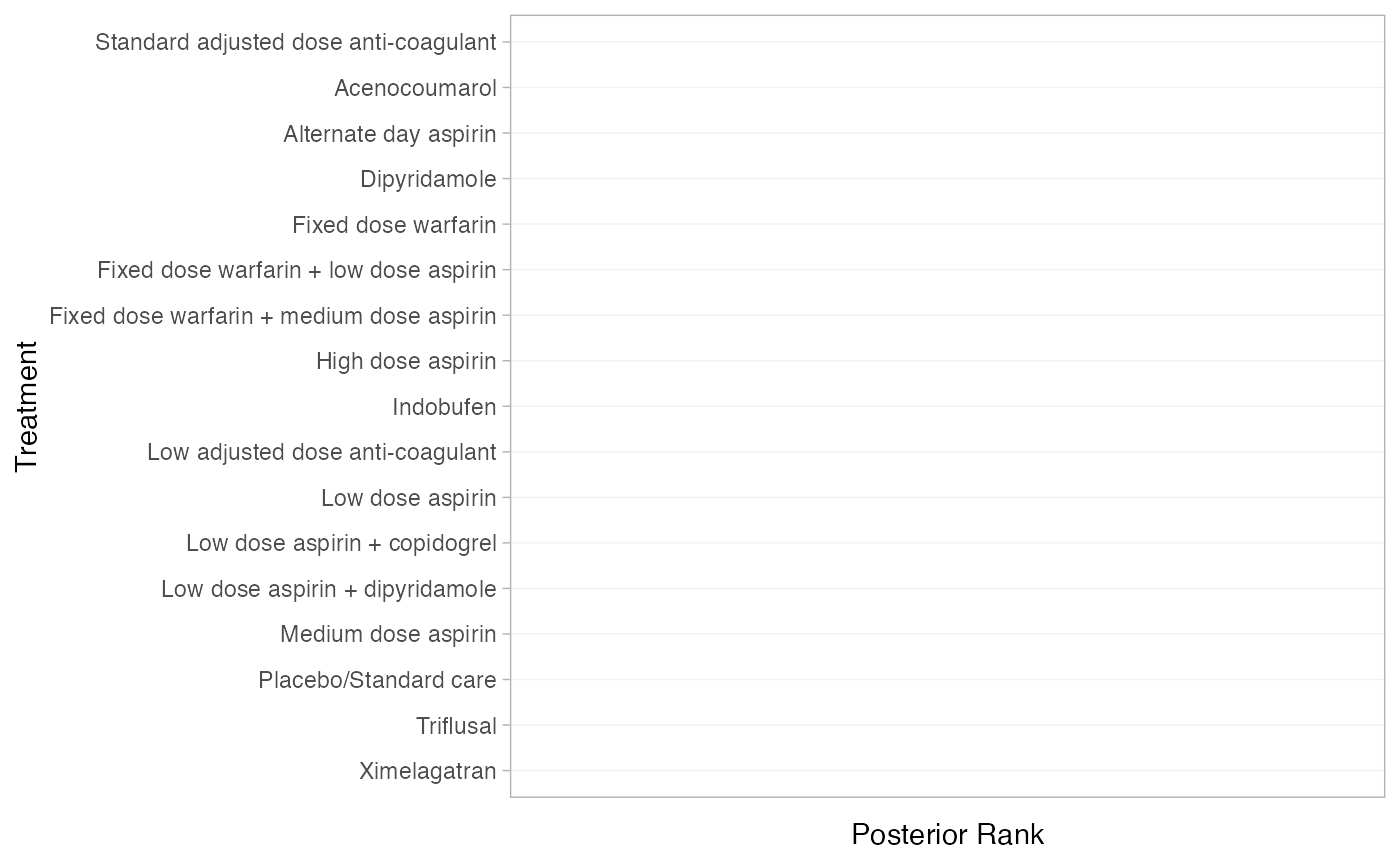 Standard adjusted dose anti-coagulant
Acenocoumarol
Alternate day aspirin
Dipyridamole
Fixed dose warfarin
Fixed dose warfarin + low dose aspirin
Fixed dose warfarin + medium dose aspirin
High dose aspirin
Indobufen
Low adjusted dose anti-coagulant
Low dose aspirin
Low dose aspirin + copidogrel
Low dose aspirin + dipyridamole
Medium dose aspirin
Placebo/Standard care
Triflusal
Ximelagatran
Treatment
Posterior Rank